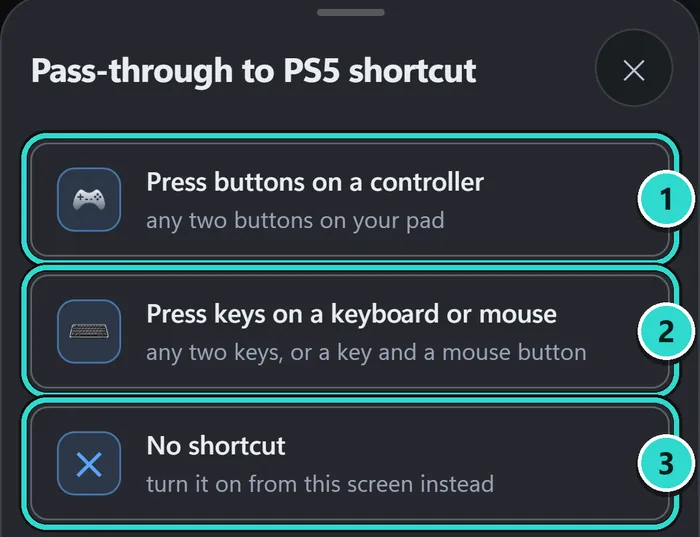 Pass-through to PS5 shortcut
Press buttons on a controller
any two buttons on your pad
1
Press keys on a keyboard or mouse
any two keys, or a key and a mouse button
2
No shortcut
turn it on from this screen instead
3